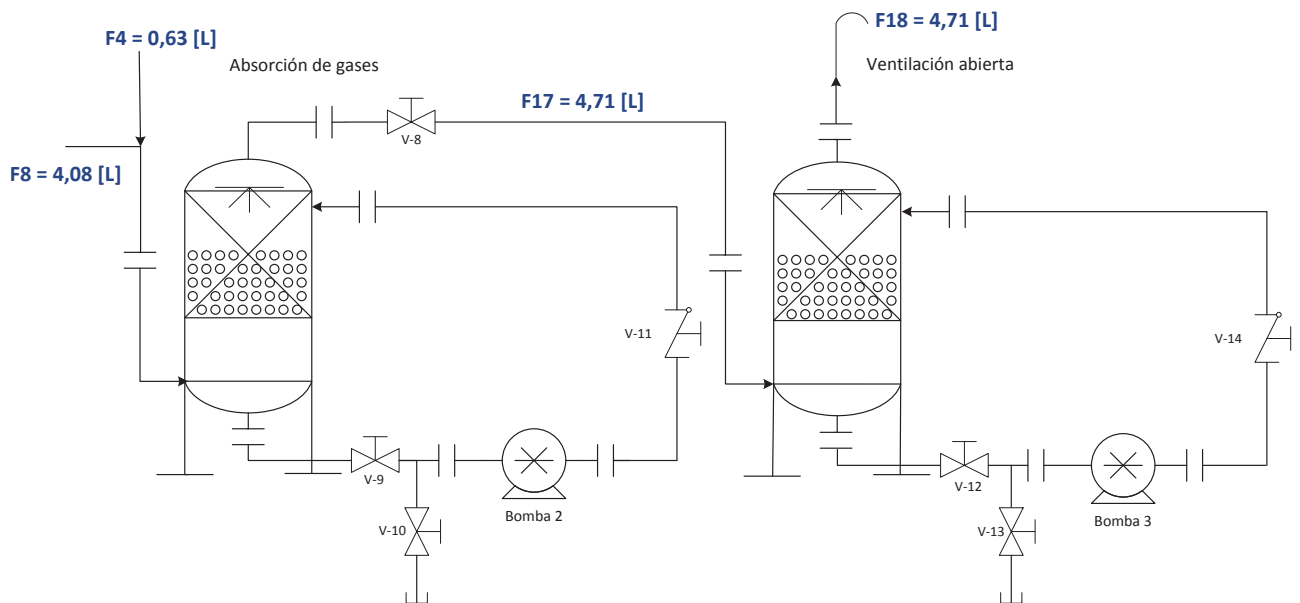 F4 = 0,63 [L]
F18 = 4,71 [L]
Absorción de gases
Ventilación abierta
F17 = 4,71 [L]
V-8
F8 = 4,08 [L]
V-11
V-14
V-9
V-12
V-10
Bomba 2
V-13
Bomba 3